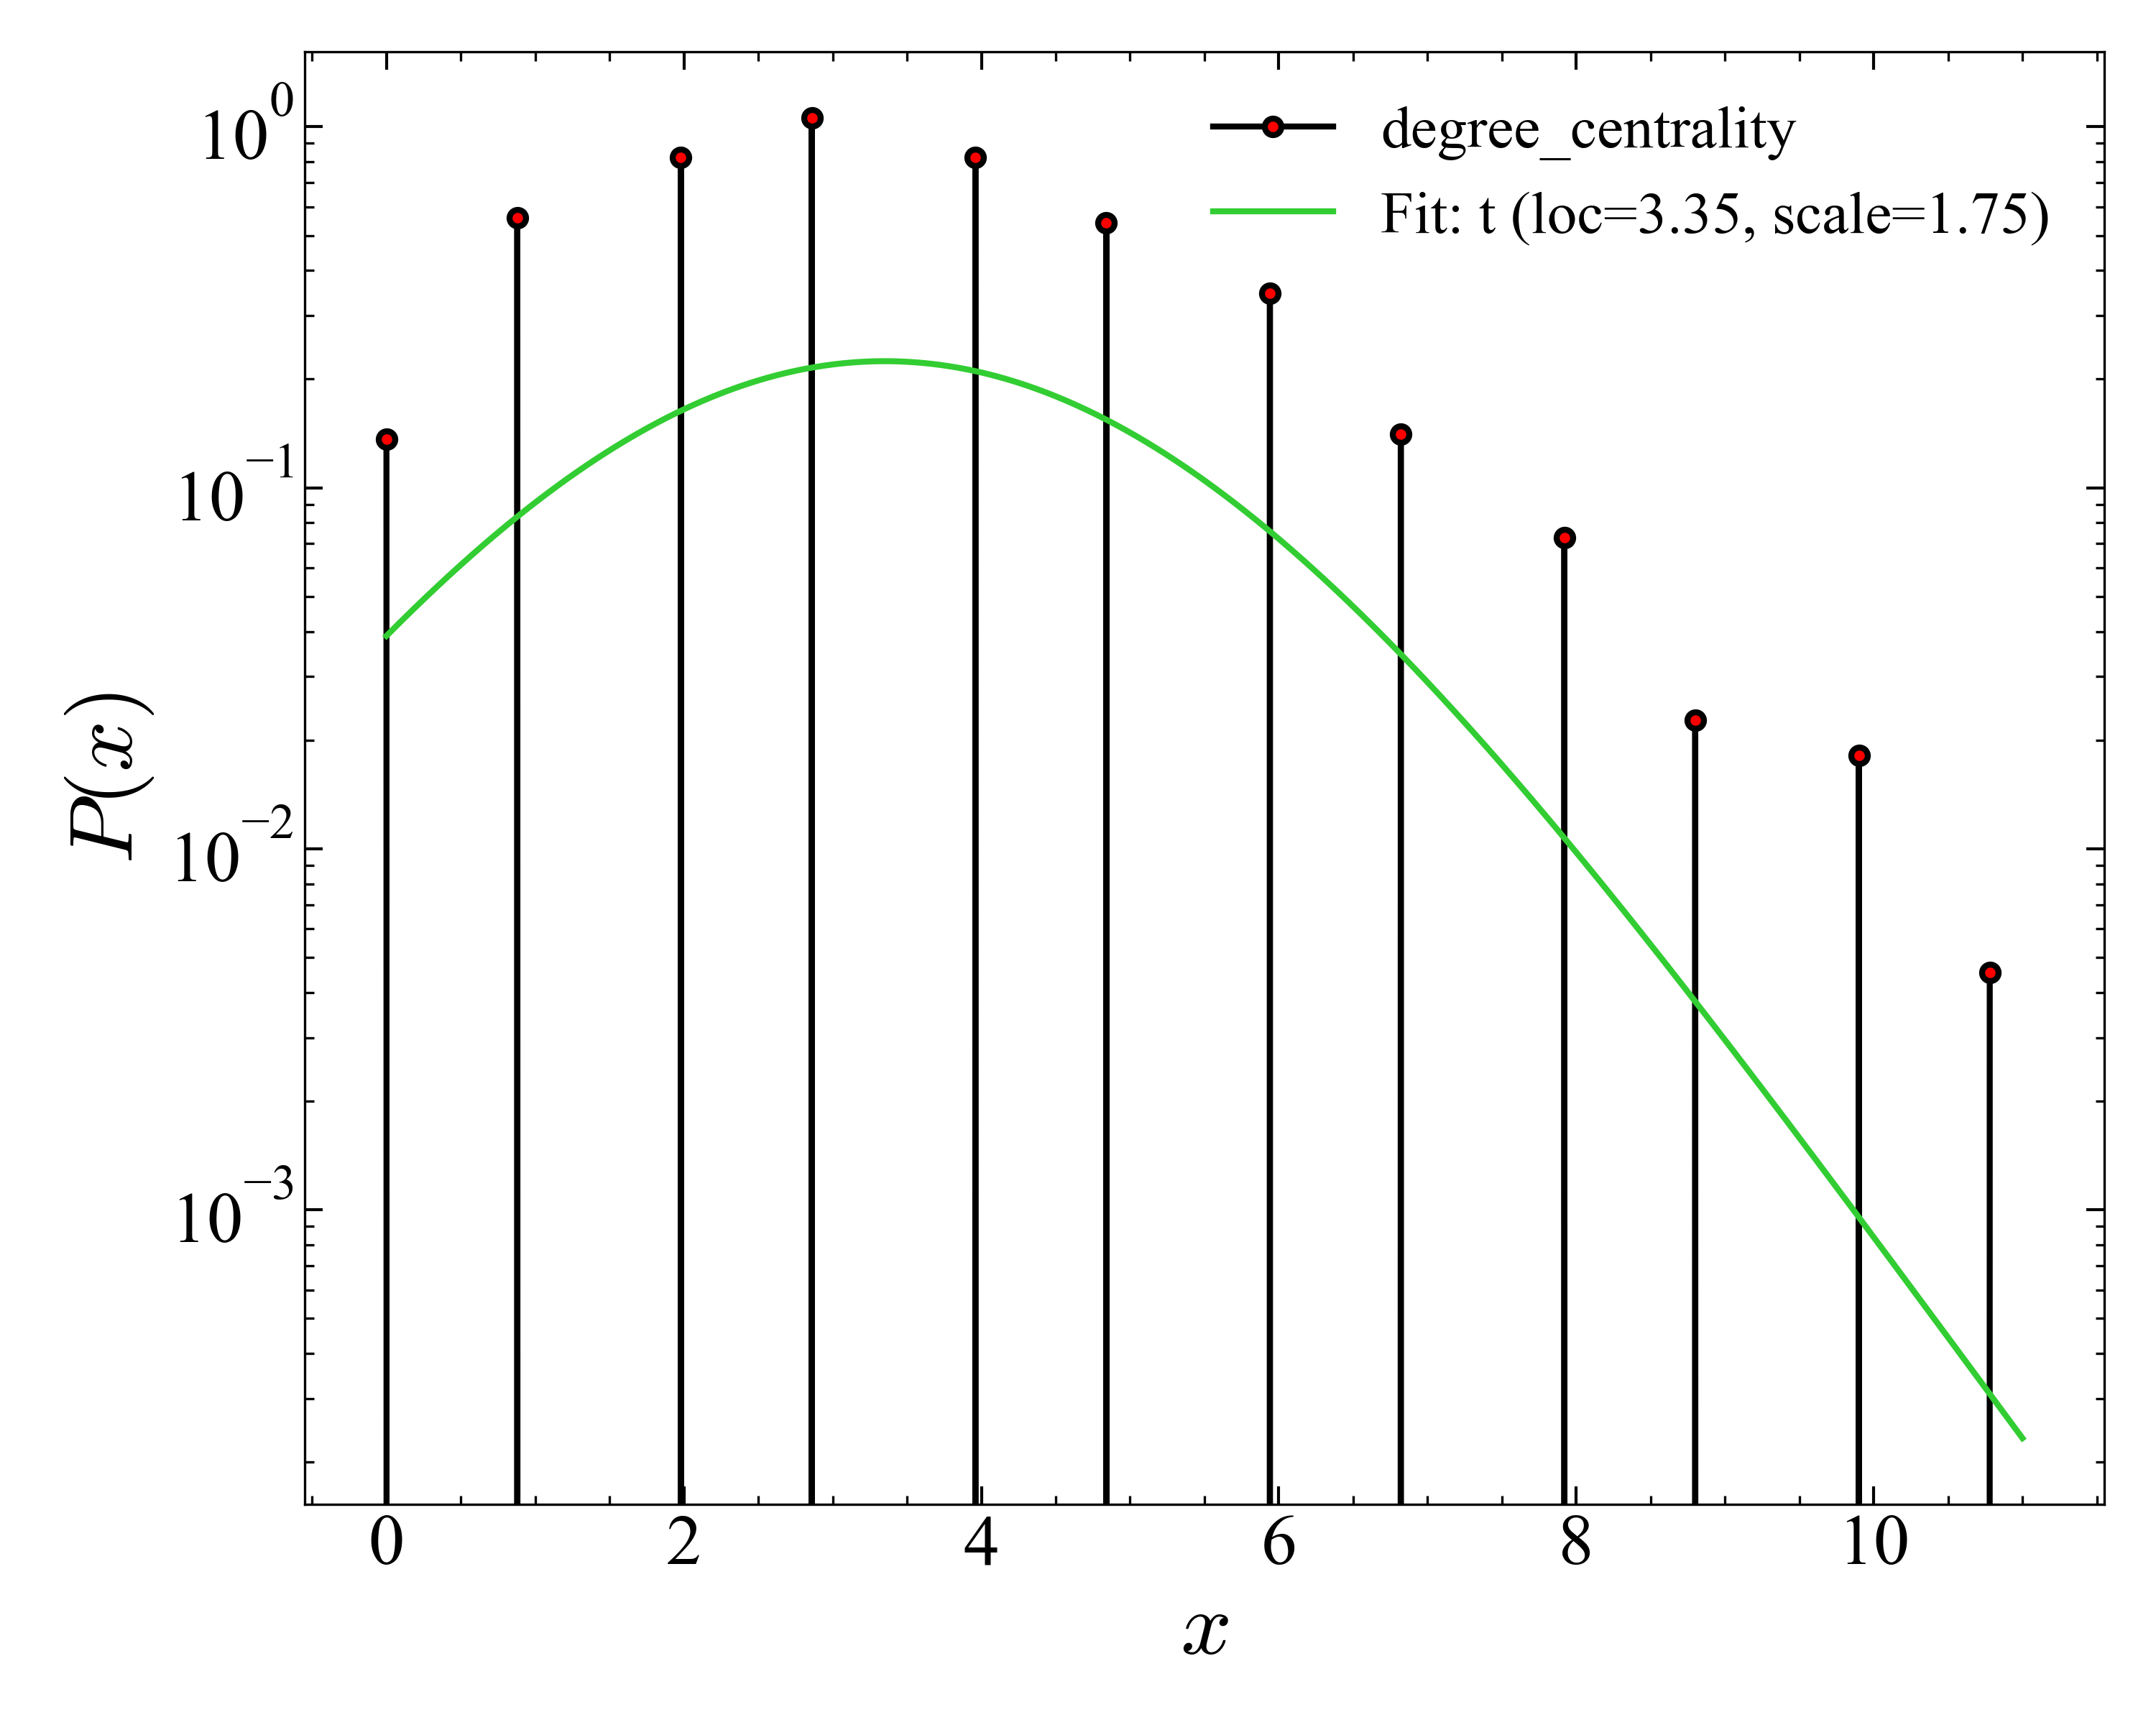 degree_centrality
Fit: t (loc=3.35, scale=1.75)
10^0
10^−1
10^−2
10^−3
P(x)
0 2 4 6 8 10
x